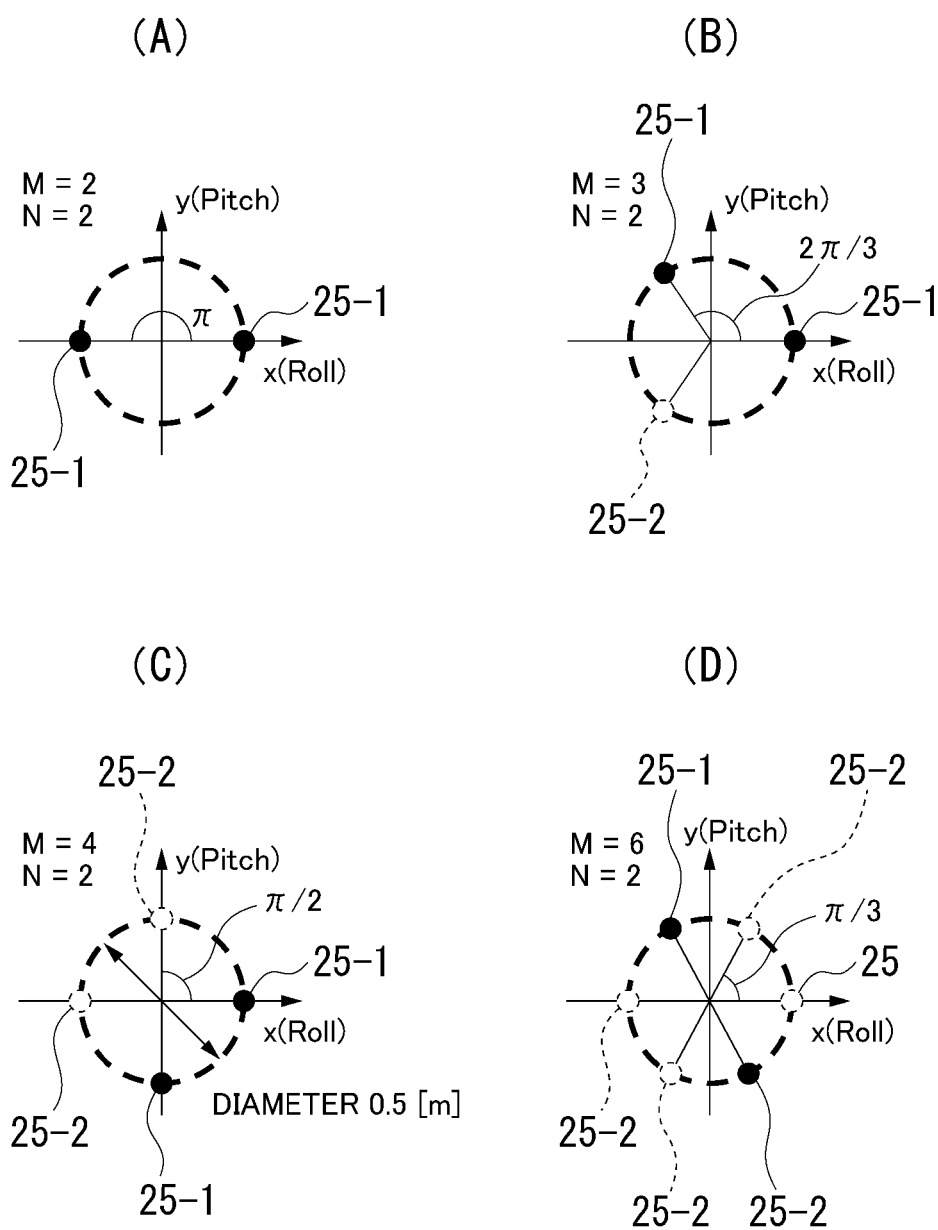 (A)
M = 2
N = 2
y(Pitch)
π
25-1
x(Roll)
25-1
(B)
25-1
M = 3
N = 2
y(Pitch)
2π/3
25-1
x(Roll)
25-2
(C)
25-2
M = 4
N = 2
y(Pitch)
π/2
25-1
x(Roll)
DIAMETER 0.5 [m]
25-2
25-1
(D)
25-1
25-2
M = 6
N = 2
y(Pitch)
π/3
25
x(Roll)
25-2
25-2
25-2